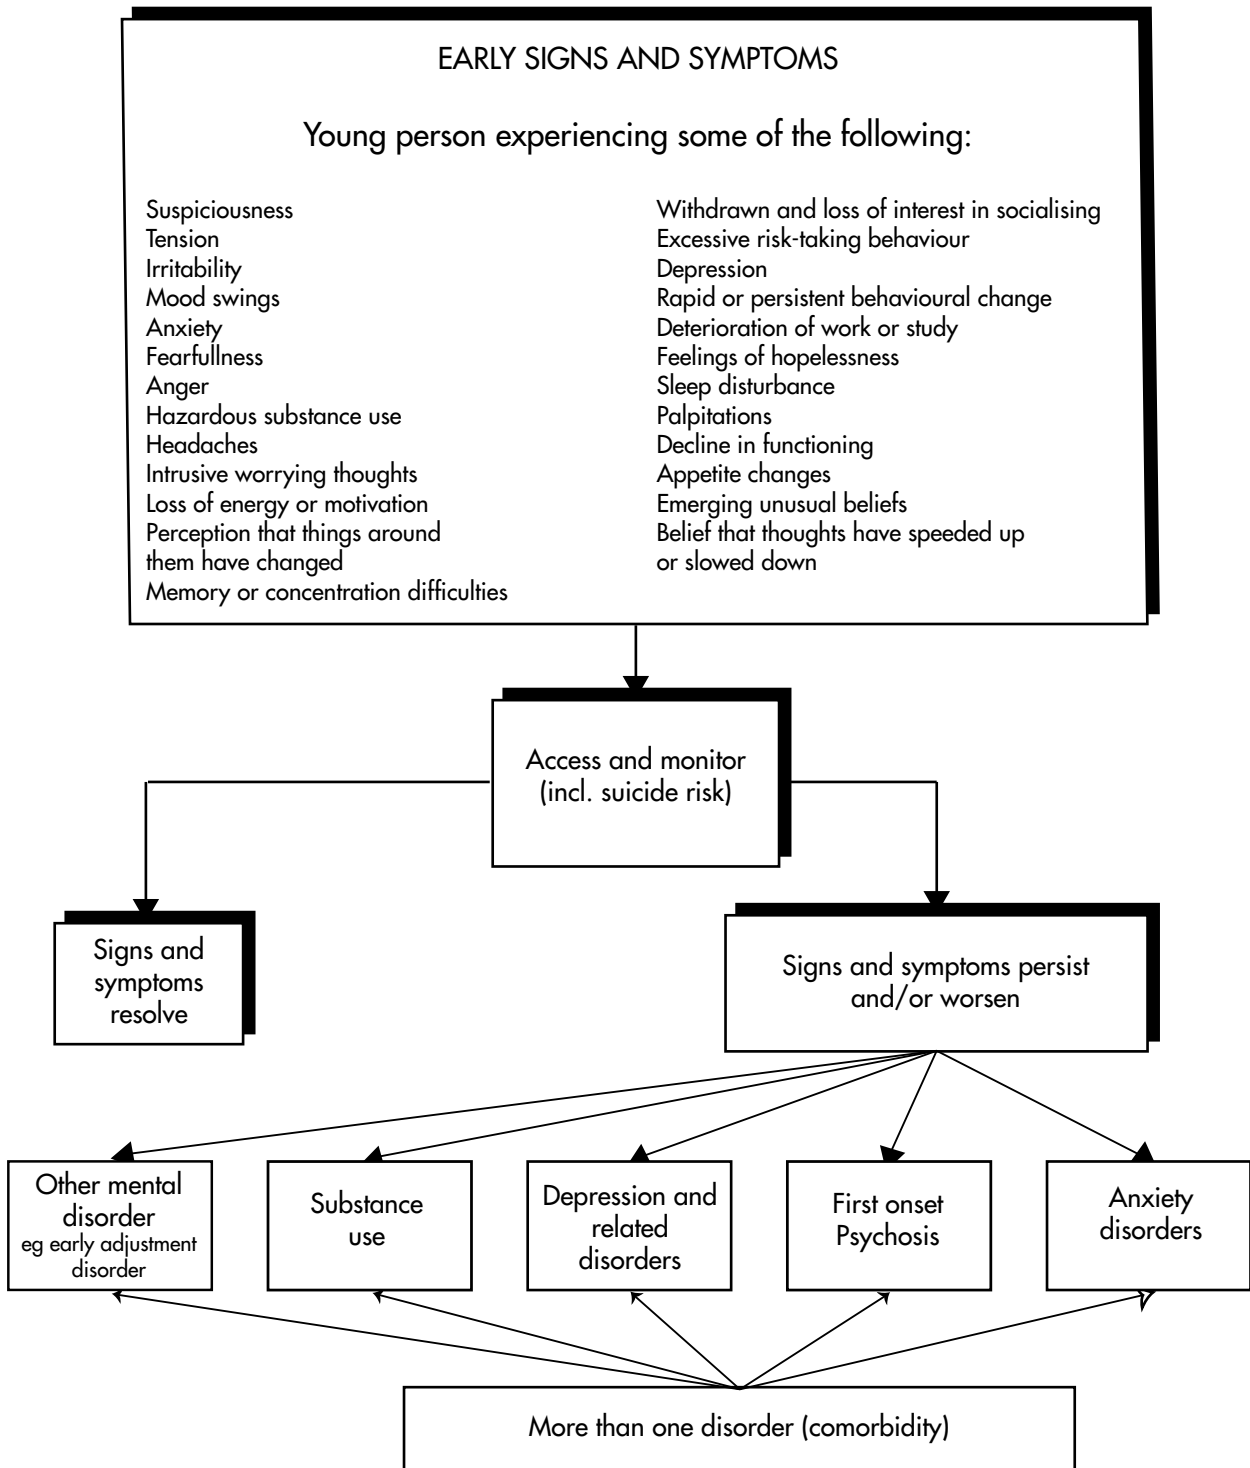 EARLY SIGNS AND SYMPTOMS
Young person experiencing some of the following:
Suspiciousness
Tension
Irritability
Mood swings
Anxiety
Fearfullness
Anger
Hazardous substance use
Headaches
Intrusive worrying thoughts
Loss of energy or motivation
Perception that things around
them have changed
Memory or concentration difficulties
Withdrawn and loss of interest in socialising
Excessive risk-taking behaviour
Depression
Rapid or persistent behavioural change
Deterioration of work or study
Feelings of hopelessness
Sleep disturbance
Palpitations
Decline in functioning
Appetite changes
Emerging unusual beliefs
Belief that thoughts have speeded up
or slowed down
Access and monitor
(incl. suicide risk)
Signs and
symptoms
resolve
Signs and symptoms persist
and/or worsen
Other mental
disorder
eg early adjustment
disorder
Substance
use
Depression and
related
disorders
First onset
Psychosis
Anxiety
disorders
More than one disorder (comorbidity)